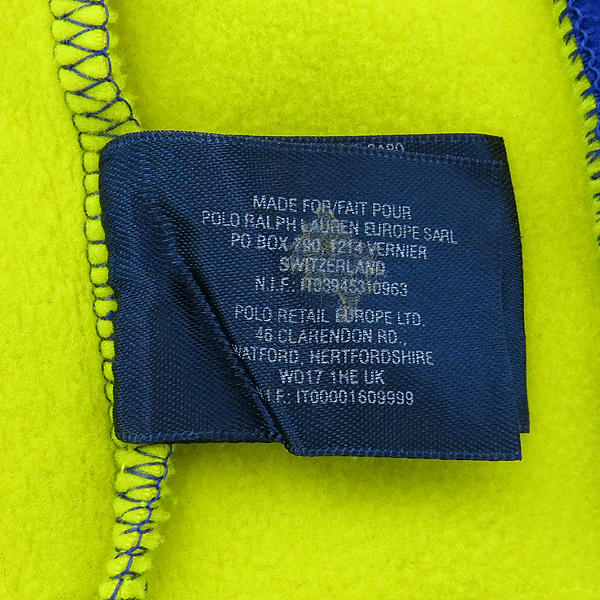 MADE FOR/FAIT POUR
POLO RALPH LAUREN EUROPE SARL
PO BOX 790, 1214 VERNIER
SWITZERLAND
N.I.F.: IT03945310963
POLO RETAIL EUROPE LTD.
46 CLARENDON RD.,
WATFORD, HERTFORDSHIRE
WD17 1HE UK
N.I.F.: IT00001609999